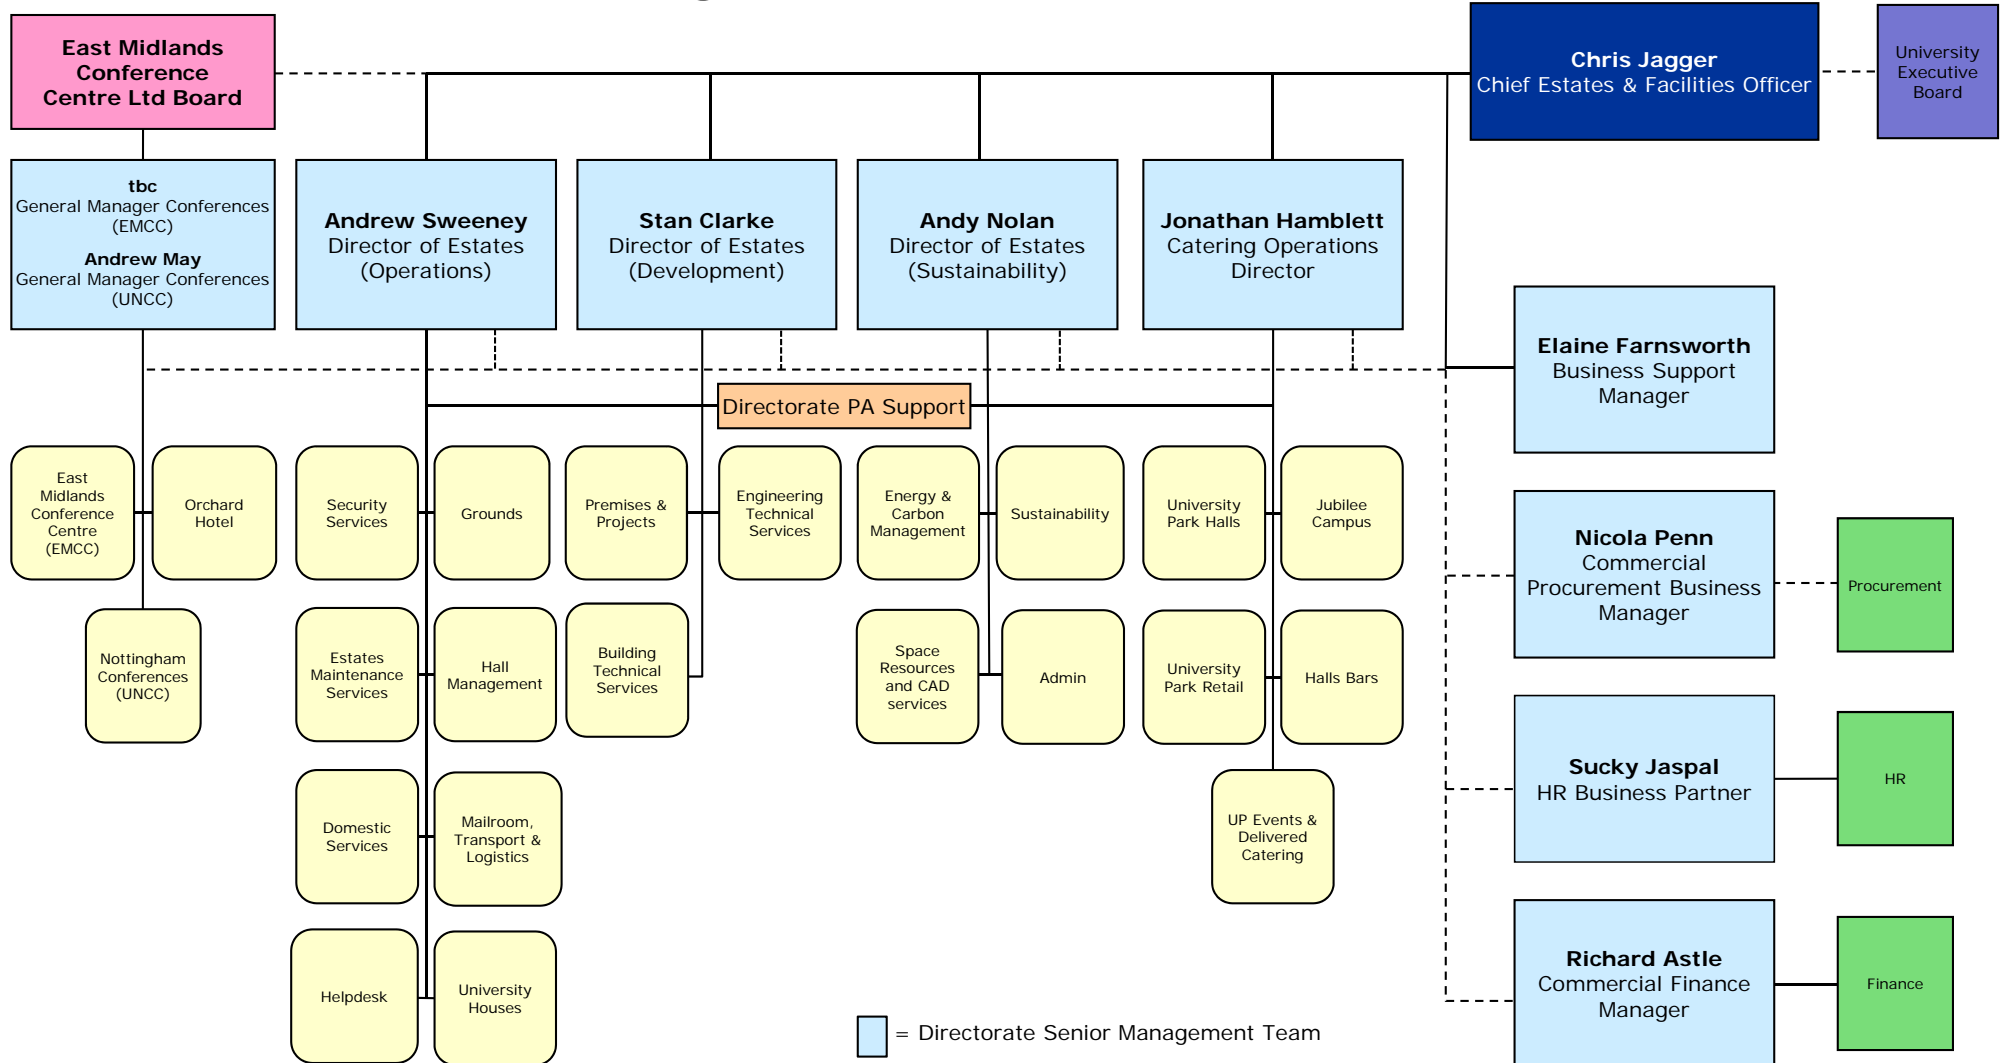 East Midlands
Conference
Centre Ltd Board
Chris Jagger
Chief Estates & Facilities Officer
University
Executive
Board
tbc
General Manager Conferences
(EMCC)
Andrew May
General Manager Conferences
(UNCC)
Andrew Sweeney
Director of Estates
(Operations)
Stan Clarke
Director of Estates
(Development)
Andy Nolan
Director of Estates
(Sustainability)
Jonathan Hamblett
Catering Operations
Director
Elaine Farnsworth
Business Support
Manager
Directorate PA Support
East
Midlands
Conference
Centre
(EMCC)
Orchard
Hotel
Security
Services
Grounds
Premises &
Projects
Engineering
Technical
Services
Energy &
Carbon
Management
Sustainability
University
Park Halls
Jubilee
Campus
Nicola Penn
Commercial
Procurement Business
Manager
Procurement
Nottingham
Conferences
(UNCC)
Estates
Maintenance
Services
Hall
Management
Building
Technical
Services
Space
Resources
and CAD
services
Admin
University
Park Retail
Halls Bars
Sucky Jaspal
HR Business Partner
HR
Domestic
Services
Mailroom,
Transport &
Logistics
UP Events &
Delivered
Catering
Helpdesk
University
Houses
Richard Astle
Commercial Finance
Manager
Finance
= Directorate Senior Management Team